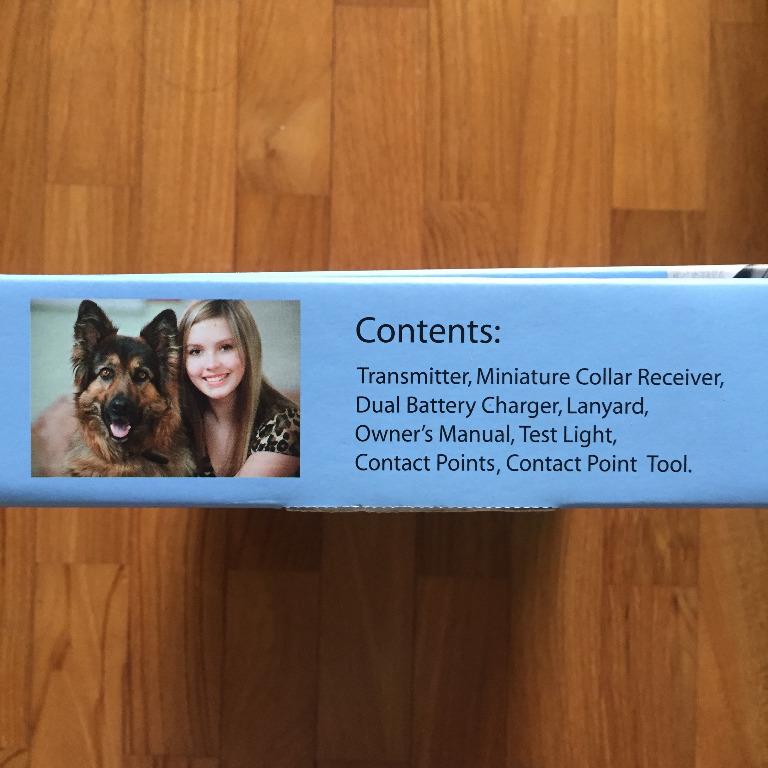 Contents:
Transmitter, Miniature Collar Receiver,
Dual Battery Charger, Lanyard,
Owner's Manual, Test Light,
Contact Points, Contact Point Tool.